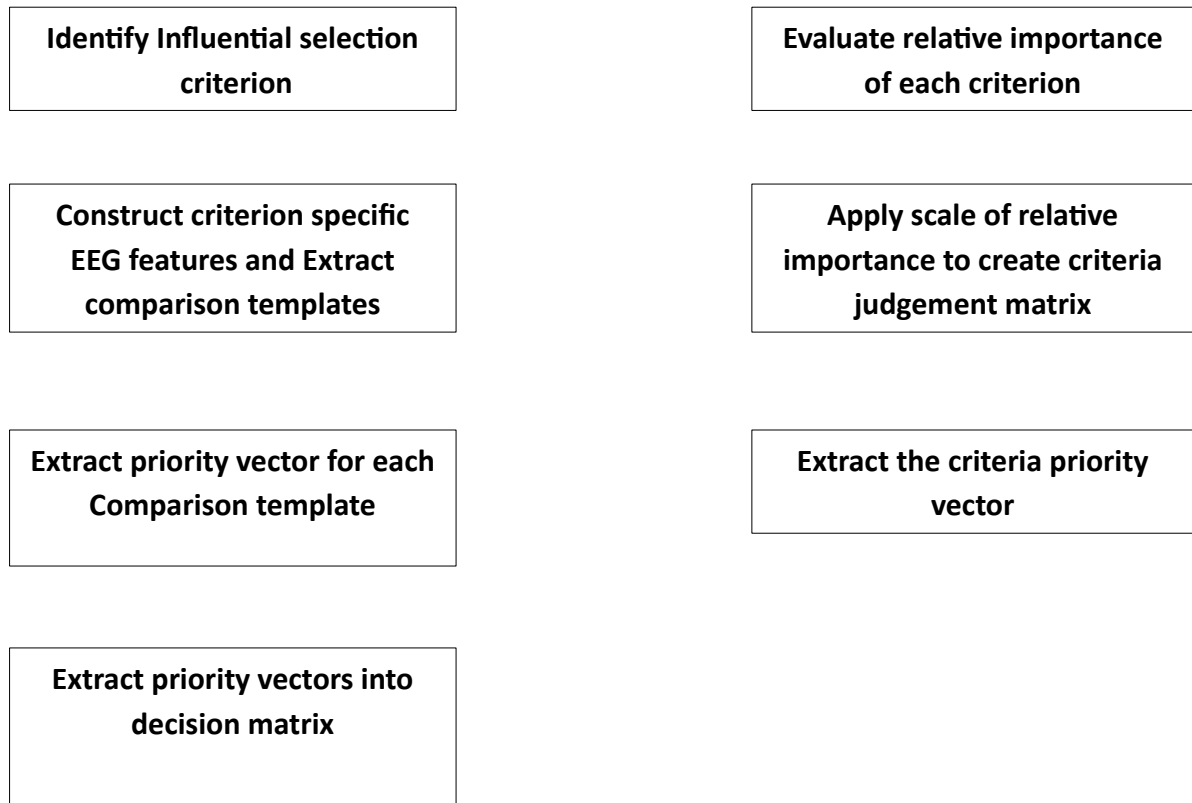 Identify Influential selection
criterion
Evaluate relative importance
of each criterion
Construct criterion specific
EEG features and Extract
comparison templates
Apply scale of relative
importance to create criteria
judgement matrix
Extract priority vector for each
Comparison template
Extract the criteria priority
vector
Extract priority vectors into
decision matrix